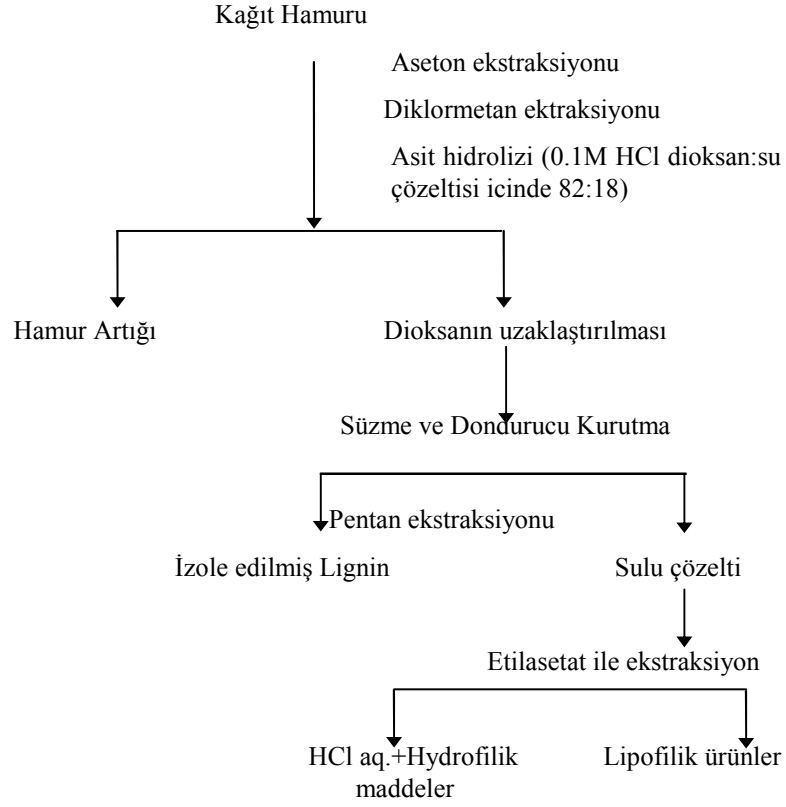 Kağıt Hamuru
Aseton ekstraksiyonu
Diklormetan ektraksiyonu
Asit hidrolizi (0.1M HCl dioksan:su
çözeltisi icinde 82:18)
Hamur Artığı
Dioksanın uzaklaştırılması
Süzme ve Dondurucu Kurutma
Pentan ekstraksiyonu
İzole edilmiş Lignin
Sulu çözelti
Etilasetat ile ekstraksiyon
HCl aq.+Hydrofilik
maddeler
Lipofilik ürünler